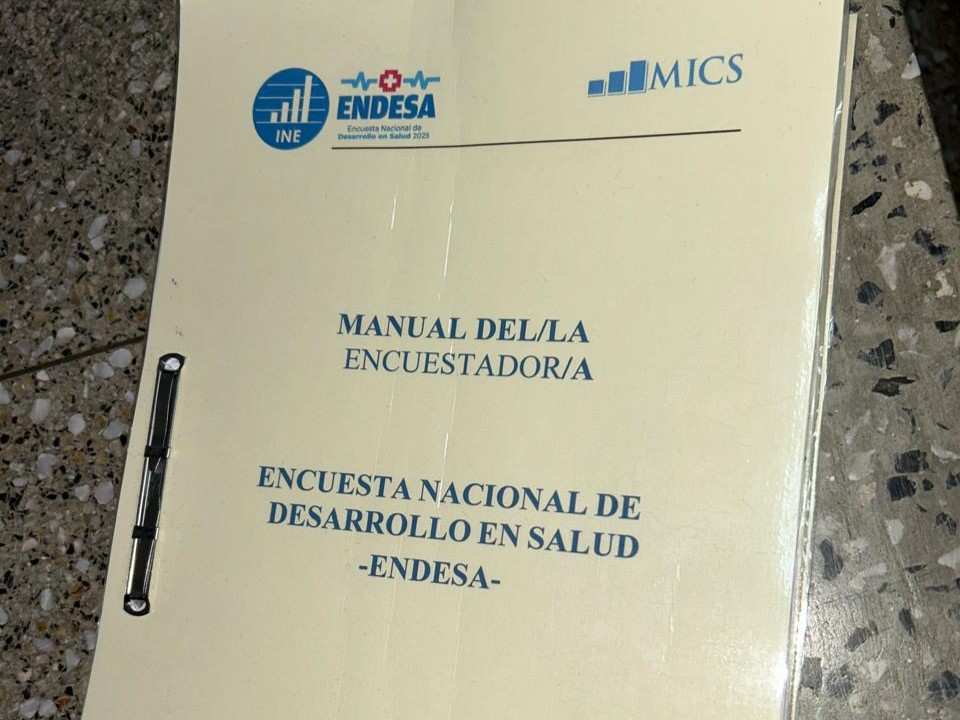 INE
ENDESA
Encuesta Nacional de
Desarrollo en Salud 2025
MICS
MANUAL DEL/LA
ENCUESTADOR/A
ENCUESTA NACIONAL DE
DESARROLLO EN SALUD
-ENDESA-